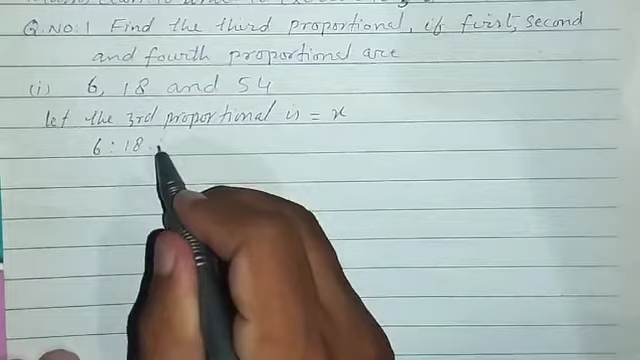 Q.NO:1 Find the third proportional, if first, second
and fourth proportional are
(i) 6, 18 and 54
let the 3rd proportional is = x
6 : 18 :